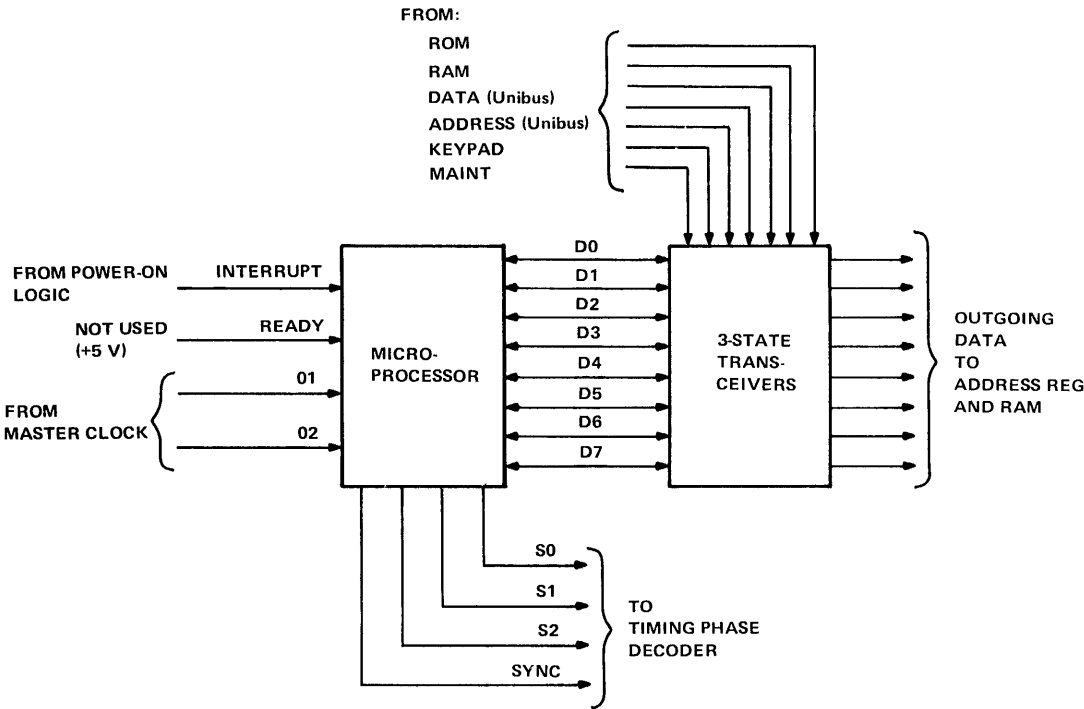 FROM:
ROM
RAM
DATA (Unibus)
ADDRESS (Unibus)
KEYPAD
MAINT
FROM POWER-ON
LOGIC
INTERRUPT
NOT USED
(+5 V)
READY
FROM
MASTER CLOCK
01
02
MICRO-
PROCESSOR
D0
D1
D2
D3
D4
D5
D6
D7
3-STATE
TRANS-
CEIVERS
OUTGOING
DATA
TO
ADDRESS REG
AND RAM
S0
S1
S2
SYNC
TO
TIMING PHASE
DECODER